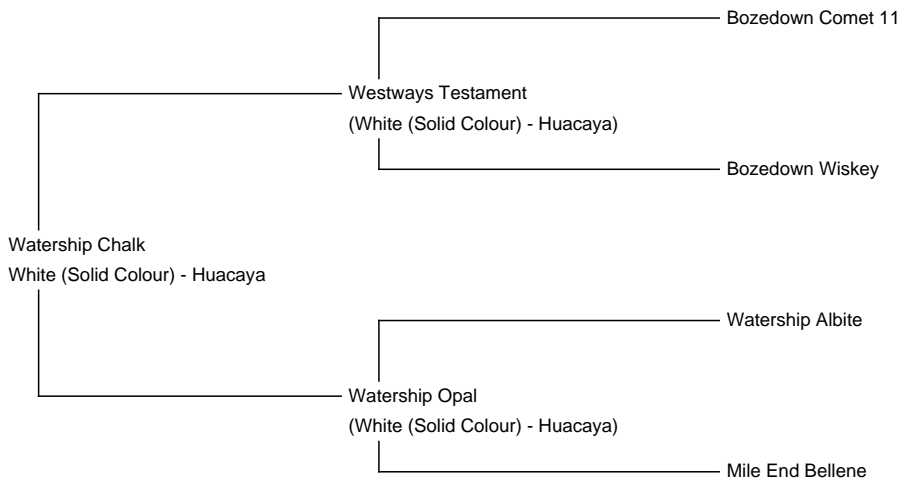 Bozedown Comet 11
Westways Testament
(White (Solid Colour) - Huacaya)
Bozedown Wiskey
Watership Chalk
White (Solid Colour) - Huacaya
Watership Albite
Watership Opal
(White (Solid Colour) - Huacaya)
Mile End Bellene